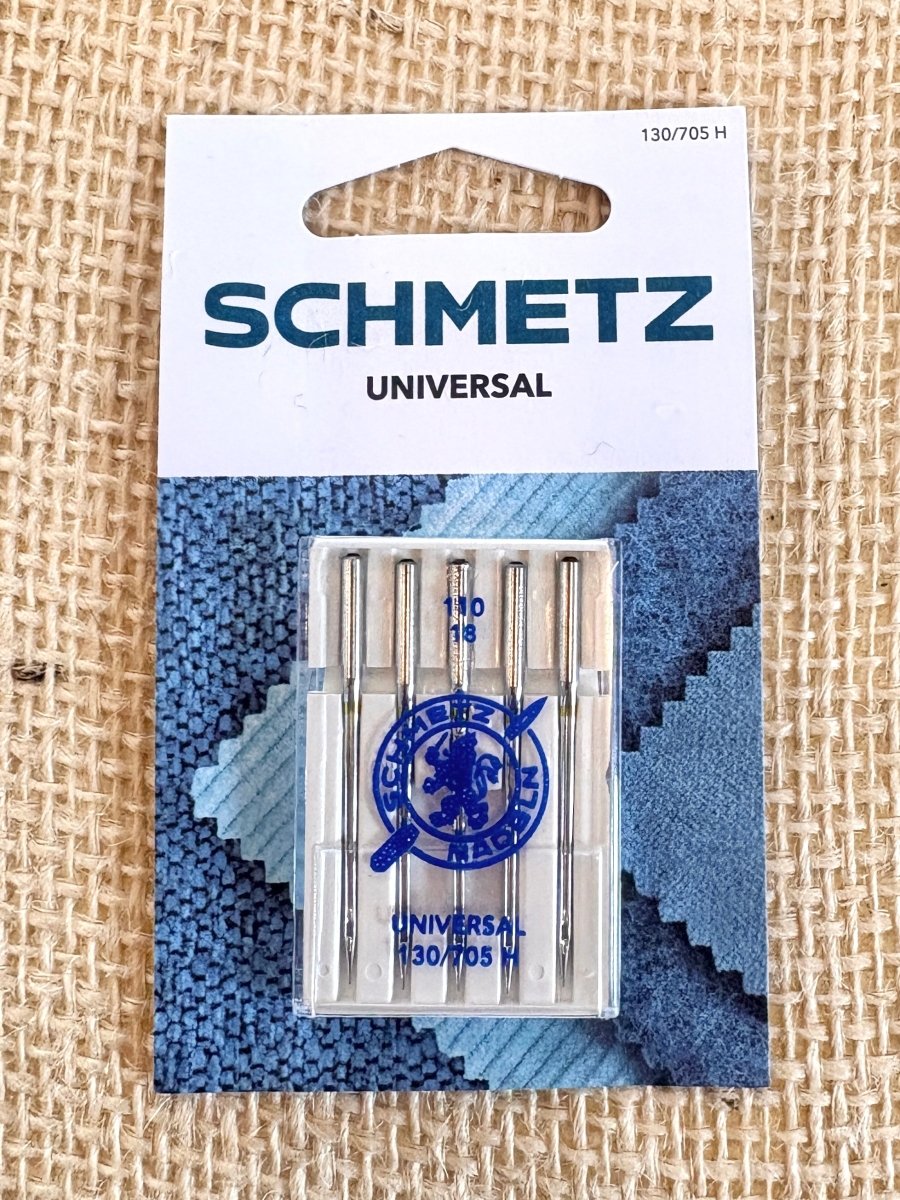 130/705 H
SCHMETZ
UNIVERSAL
110
18
SCHMETZ
NADELN
UNIVERSAL
130/705 H